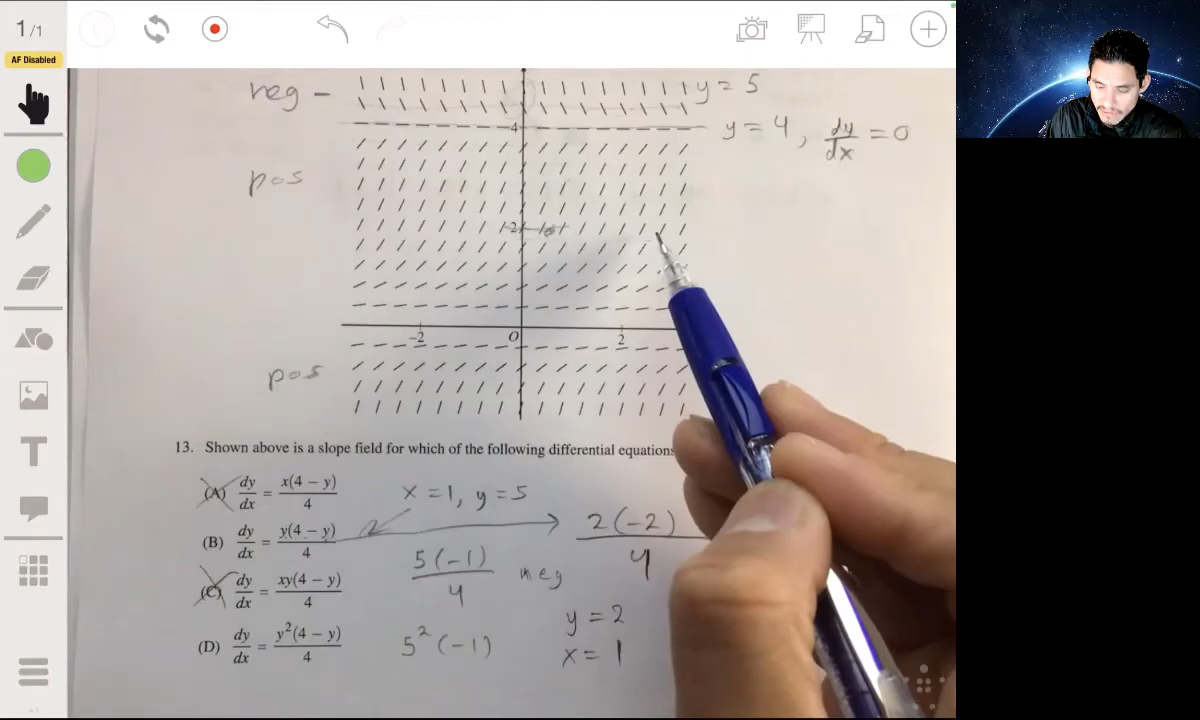 1/1
AF Disabled
neg -
y = 5
4
y = 4, dy/dx = 0
pos
2
-2 O 2
pos
13. Shown above is a slope field for which of the following differential equations
(A) dy/dx = x(4 – y)/4
x = 1, y = 5
(B) dy/dx = y(4 – y)/4
2(-2)/4
5(-1)/4 neg
(C) dy/dx = xy(4 – y)/4
y = 2
(D) dy/dx = y²(4 – y)/4
5²(-1)
x = 1
T